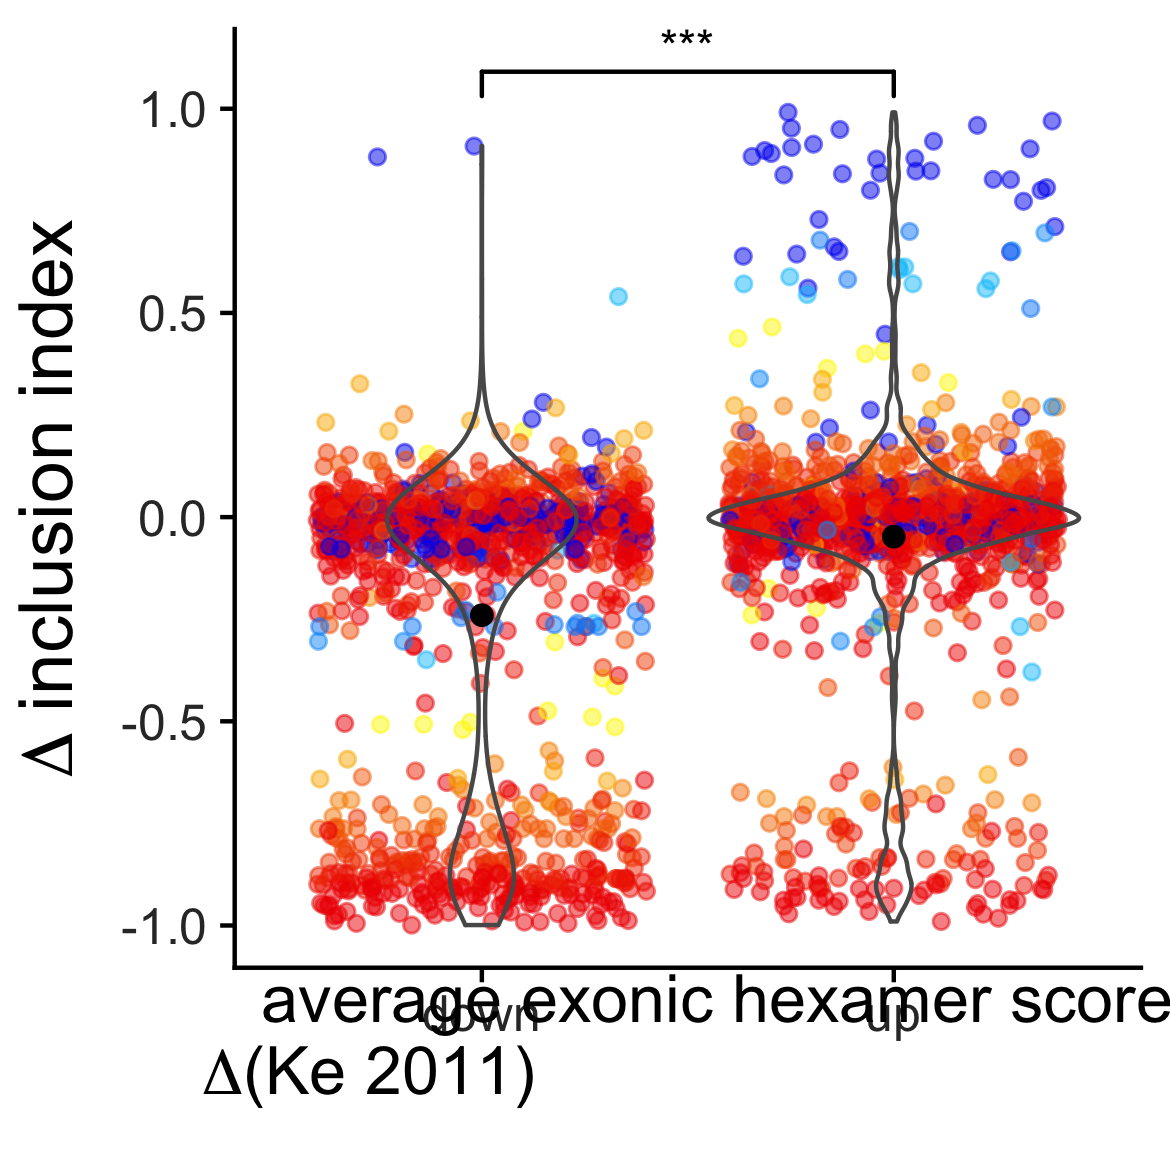 ***
1.0
0.5
0.0
-0.5
-1.0
Δ inclusion index
down up
average exonic hexamer score
Δ(Ke 2011)